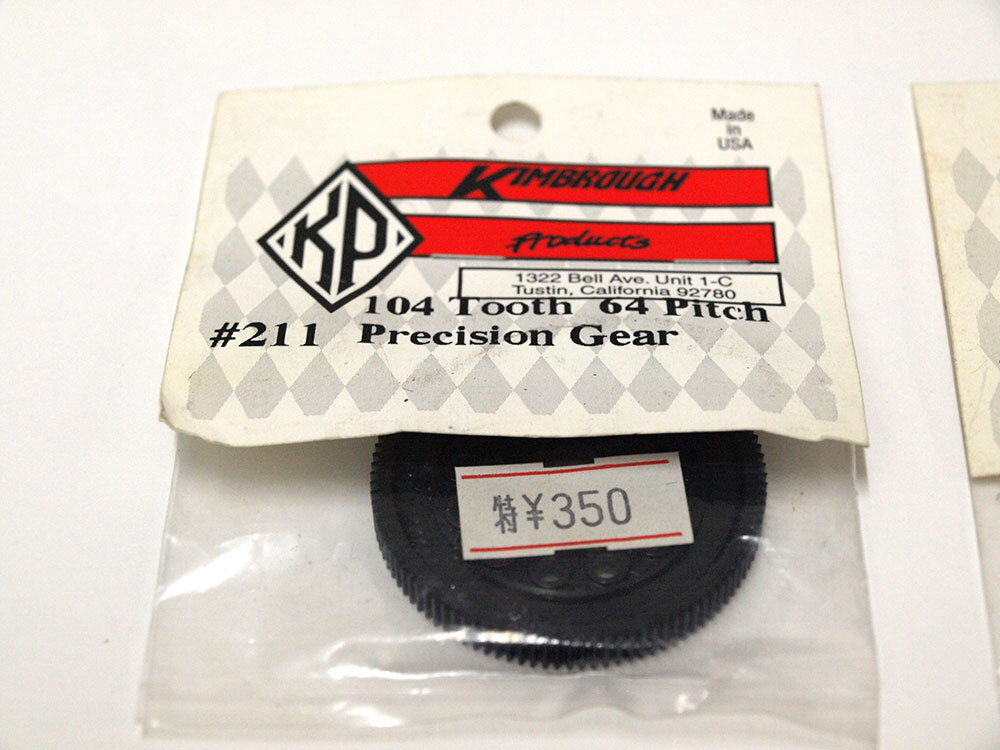 Made
in
USA
KP
KIMBROUGH
Products
1322 Bell Ave. Unit 1-C
Tustin, California 92780
104 Tooth 64 Pitch
#211 Precision Gear
特¥350